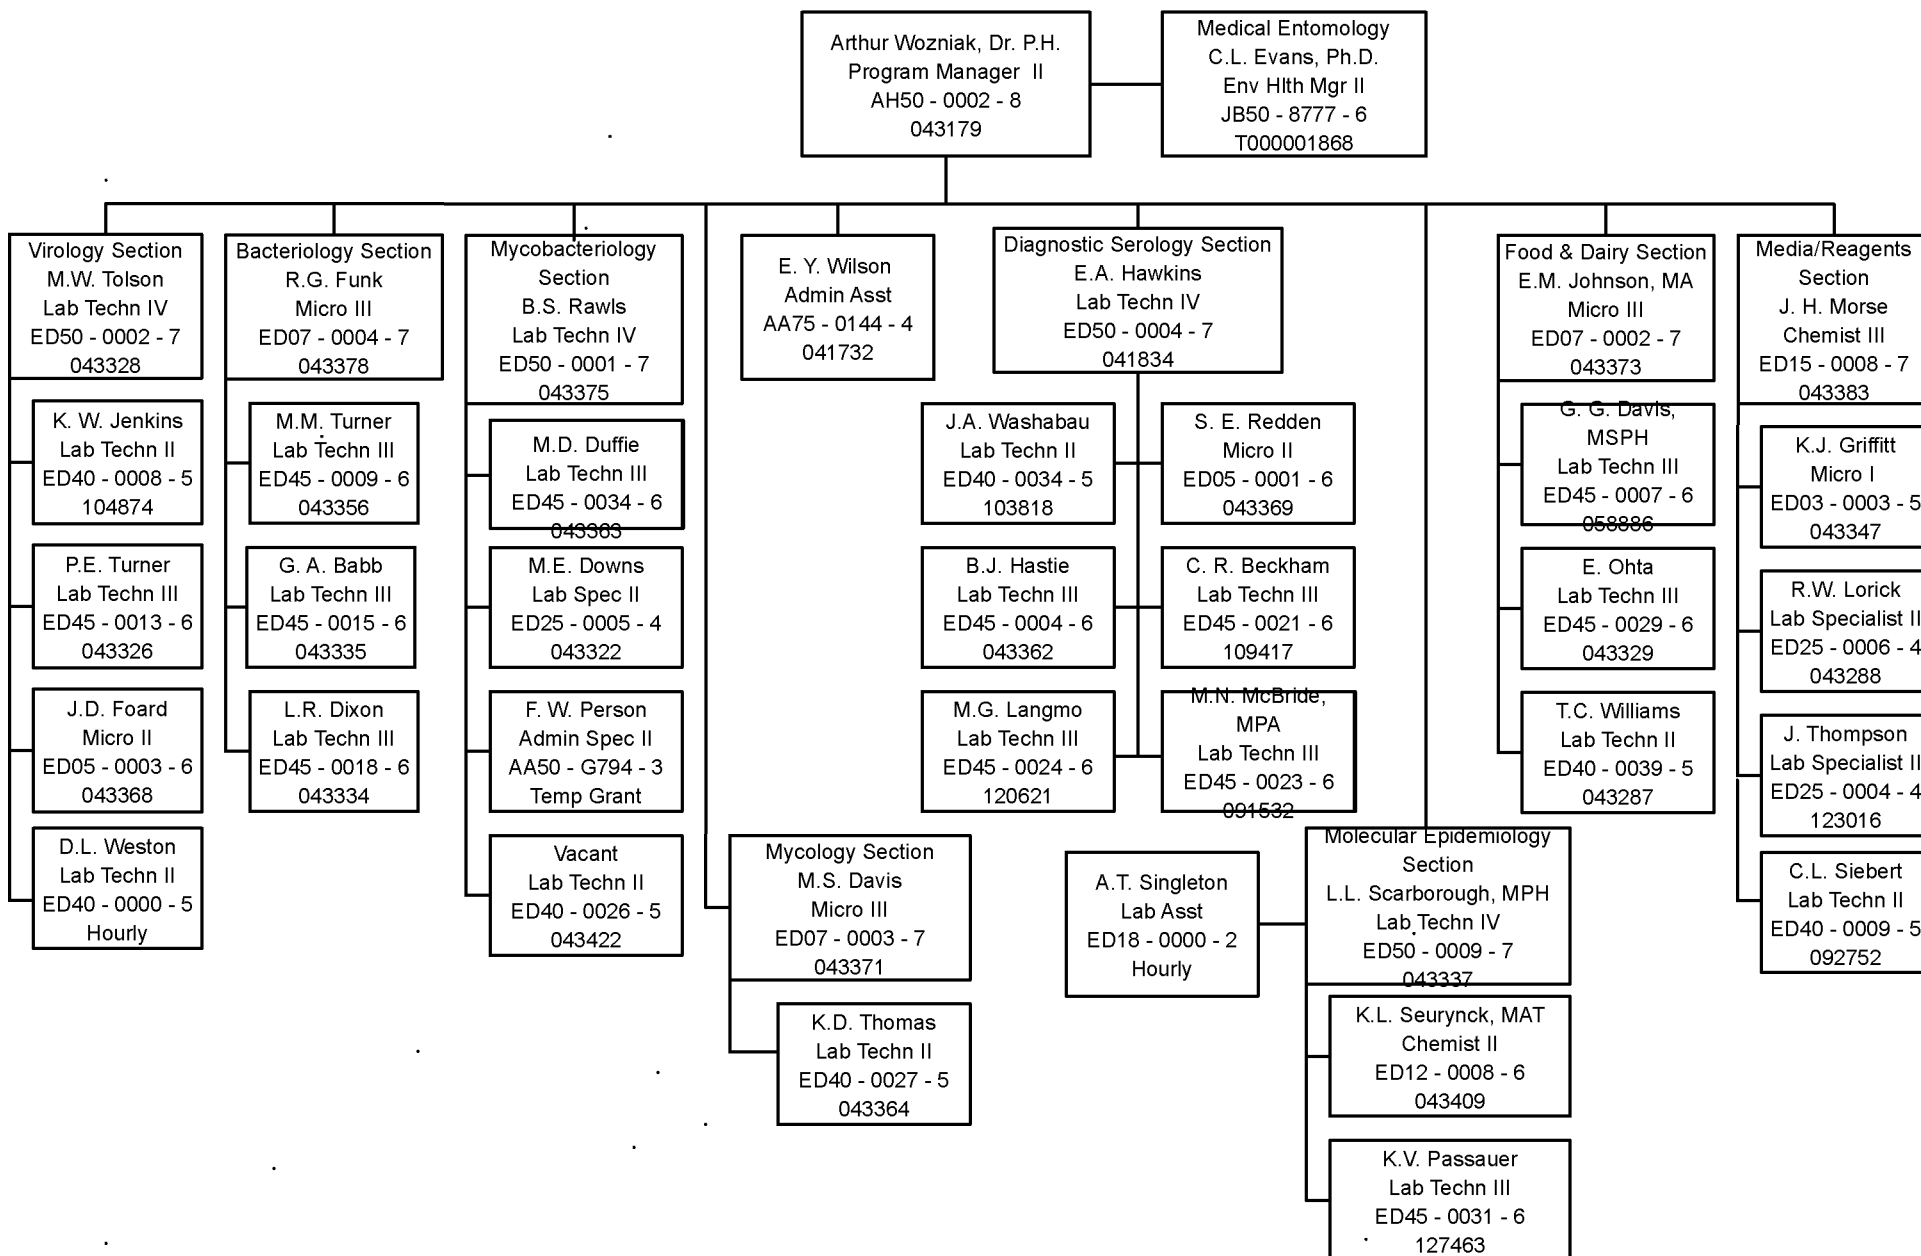 Arthur Wozniak, Dr. P.H.
Program Manager  II
AH50 - 0002 - 8
043179
Medical Entomology
C.L. Evans, Ph.D.
Env Hlth Mgr II
JB50 - 8777 - 6
T000001868
Virology Section
M.W. Tolson
Lab Techn IV
ED50 - 0002 - 7
043328
K. W. Jenkins
Lab Techn II
ED40 - 0008 - 5
104874
P.E. Turner
Lab Techn III
ED45 - 0013 - 6
043326
J.D. Foard
Micro II
ED05 - 0003 - 6
043368
D.L. Weston
Lab Techn II
ED40 - 0000 - 5
Hourly
Bacteriology Section
R.G. Funk
Micro III
ED07 - 0004 - 7
043378
M.M. Turner
Lab Techn III
ED45 - 0009 - 6
043356
G. A. Babb
Lab Techn III
ED45 - 0015 - 6
043335
L.R. Dixon
Lab Techn III
ED45 - 0018 - 6
043334
Mycobacteriology
Section
B.S. Rawls
Lab Techn IV
ED50 - 0001 - 7
043375
M.D. Duffie
Lab Techn III
ED45 - 0034 - 6
043363
M.E. Downs
Lab Spec II
ED25 - 0005 - 4
043322
F. W. Person
Admin Spec II
AA50 - G794 - 3
Temp Grant
Vacant
Lab Techn II
ED40 - 0026 - 5
043422
Mycology Section
M.S. Davis
Micro III
ED07 - 0003 - 7
043371
K.D. Thomas
Lab Techn II
ED40 - 0027 - 5
043364
E. Y. Wilson
Admin Asst
AA75 - 0144 - 4
041732
Diagnostic Serology Section
E.A. Hawkins
Lab Techn IV
ED50 - 0004 - 7
041834
J.A. Washabau
Lab Techn II
ED40 - 0034 - 5
103818
S. E. Redden
Micro II
ED05 - 0001 - 6
043369
B.J. Hastie
Lab Techn III
ED45 - 0004 - 6
043362
C. R. Beckham
Lab Techn III
ED45 - 0021 - 6
109417
M.G. Langmo
Lab Techn III
ED45 - 0024 - 6
120621
M.N. McBride,
MPA
Lab Techn III
ED45 - 0023 - 6
091532
A.T. Singleton
Lab Asst
ED18 - 0000 - 2
Hourly
Molecular Epidemiology
Section
L.L. Scarborough, MPH
Lab Techn IV
ED50 - 0009 - 7
043337
K.L. Seurynck, MAT
Chemist II
ED12 - 0008 - 6
043409
K.V. Passauer
Lab Techn III
ED45 - 0031 - 6
127463
Food & Dairy Section
E.M. Johnson, MA
Micro III
ED07 - 0002 - 7
043373
G. G. Davis,
MSPH
Lab Techn III
ED45 - 0007 - 6
058886
E. Ohta
Lab Techn III
ED45 - 0029 - 6
043329
T.C. Williams
Lab Techn II
ED40 - 0039 - 5
043287
Media/Reagents
Section
J. H. Morse
Chemist III
ED15 - 0008 - 7
043383
K.J. Griffitt
Micro I
ED03 - 0003 - 5
043347
R.W. Lorick
Lab Specialist II
ED25 - 0006 - 4
043288
J. Thompson
Lab Specialist II
ED25 - 0004 - 4
123016
C.L. Siebert
Lab Techn II
ED40 - 0009 - 5
092752